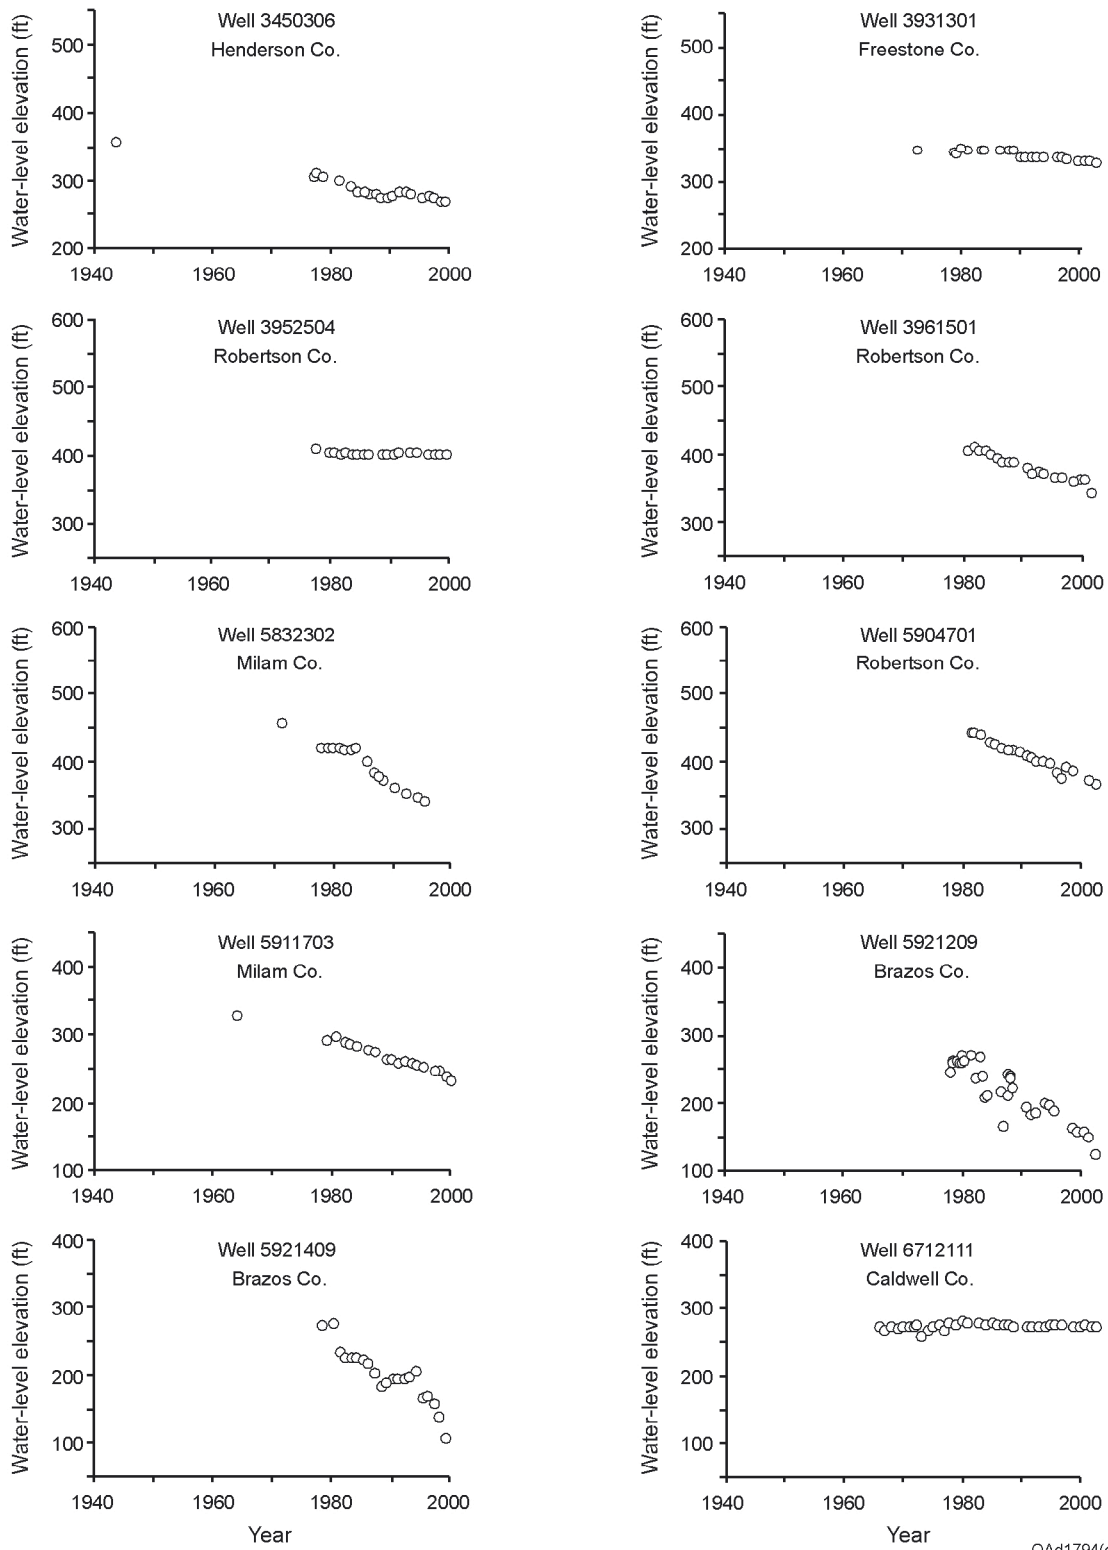 Well 3450306
Henderson Co.
Water-level elevation (ft)
500
400
300
200
1940 1960 1980 2000
Well 3931301
Freestone Co.
Water-level elevation (ft)
500
400
300
200
1940 1960 1980 2000
Well 3952504
Robertson Co.
Water-level elevation (ft)
600
500
400
300
1940 1960 1980 2000
Well 3961501
Robertson Co.
Water-level elevation (ft)
600
500
400
300
1940 1960 1980 2000
Well 5832302
Milam Co.
Water-level elevation (ft)
600
500
400
300
1940 1960 1980 2000
Well 5904701
Robertson Co.
Water-level elevation (ft)
600
500
400
300
1940 1960 1980 2000
Well 5911703
Milam Co.
Water-level elevation (ft)
400
300
200
100
1940 1960 1980 2000
Well 5921209
Brazos Co.
Water-level elevation (ft)
400
300
200
100
1940 1960 1980 2000
Well 5921409
Brazos Co.
Water-level elevation (ft)
400
300
200
100
1940 1960 1980 2000
Year
Well 6712111
Caldwell Co.
Water-level elevation (ft)
400
300
200
100
1940 1960 1980 2000
Year